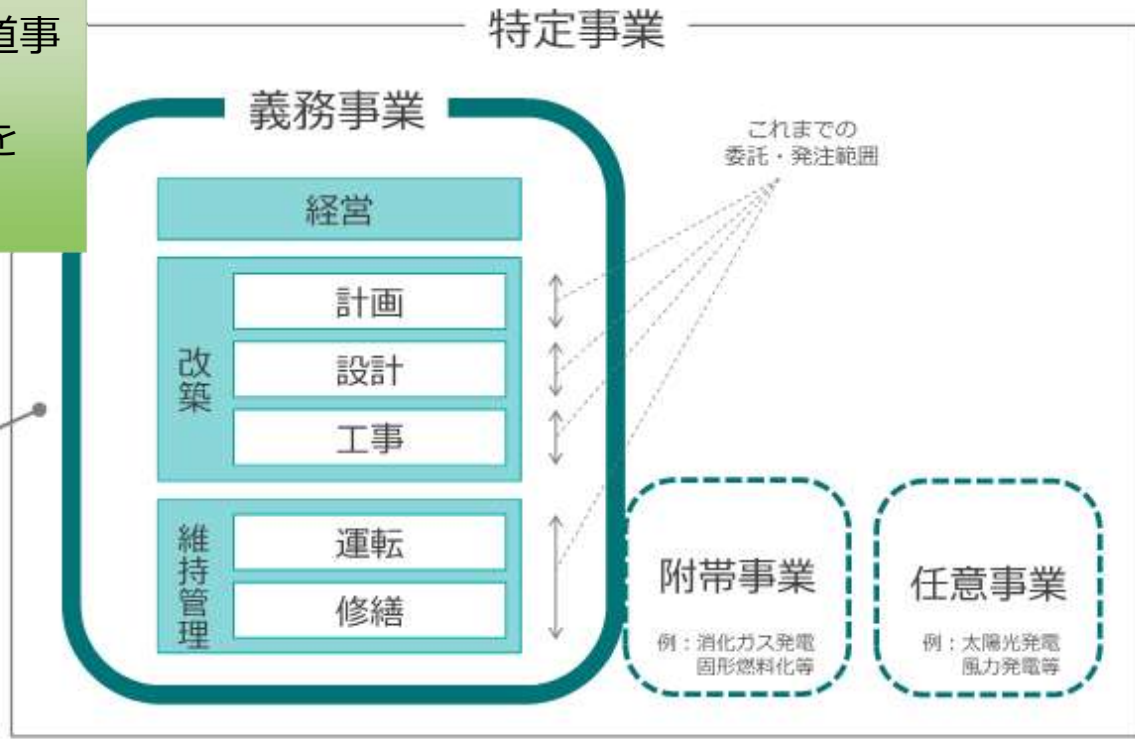 道事
を
特定事業
義務事業
これまでの
委託・発注範囲
経営
改築
計画
設計
工事
維持管理
運転
修繕
附帯事業
例：消化ガス発電
固形燃料化等
任意事業
例：太陽光発電
風力発電等